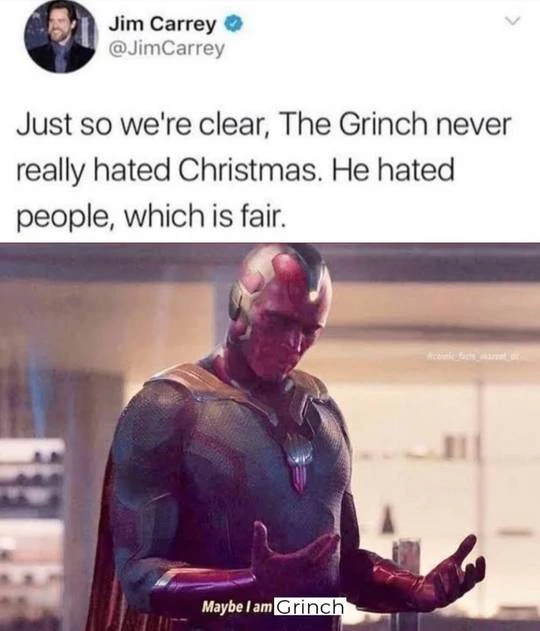 Jim Carrey
@JimCarrey
Just so we're clear, The Grinch never
really hated Christmas. He hated
people, which is fair.
Maybe I am Grinch